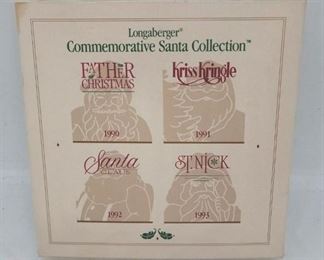 Longaberger®
Commemorative Santa Collection™
FATHER
CHRISTMAS
1990
Kriss Kringle
1991
Santa
CLAUS
1992
ST. NICK
1993